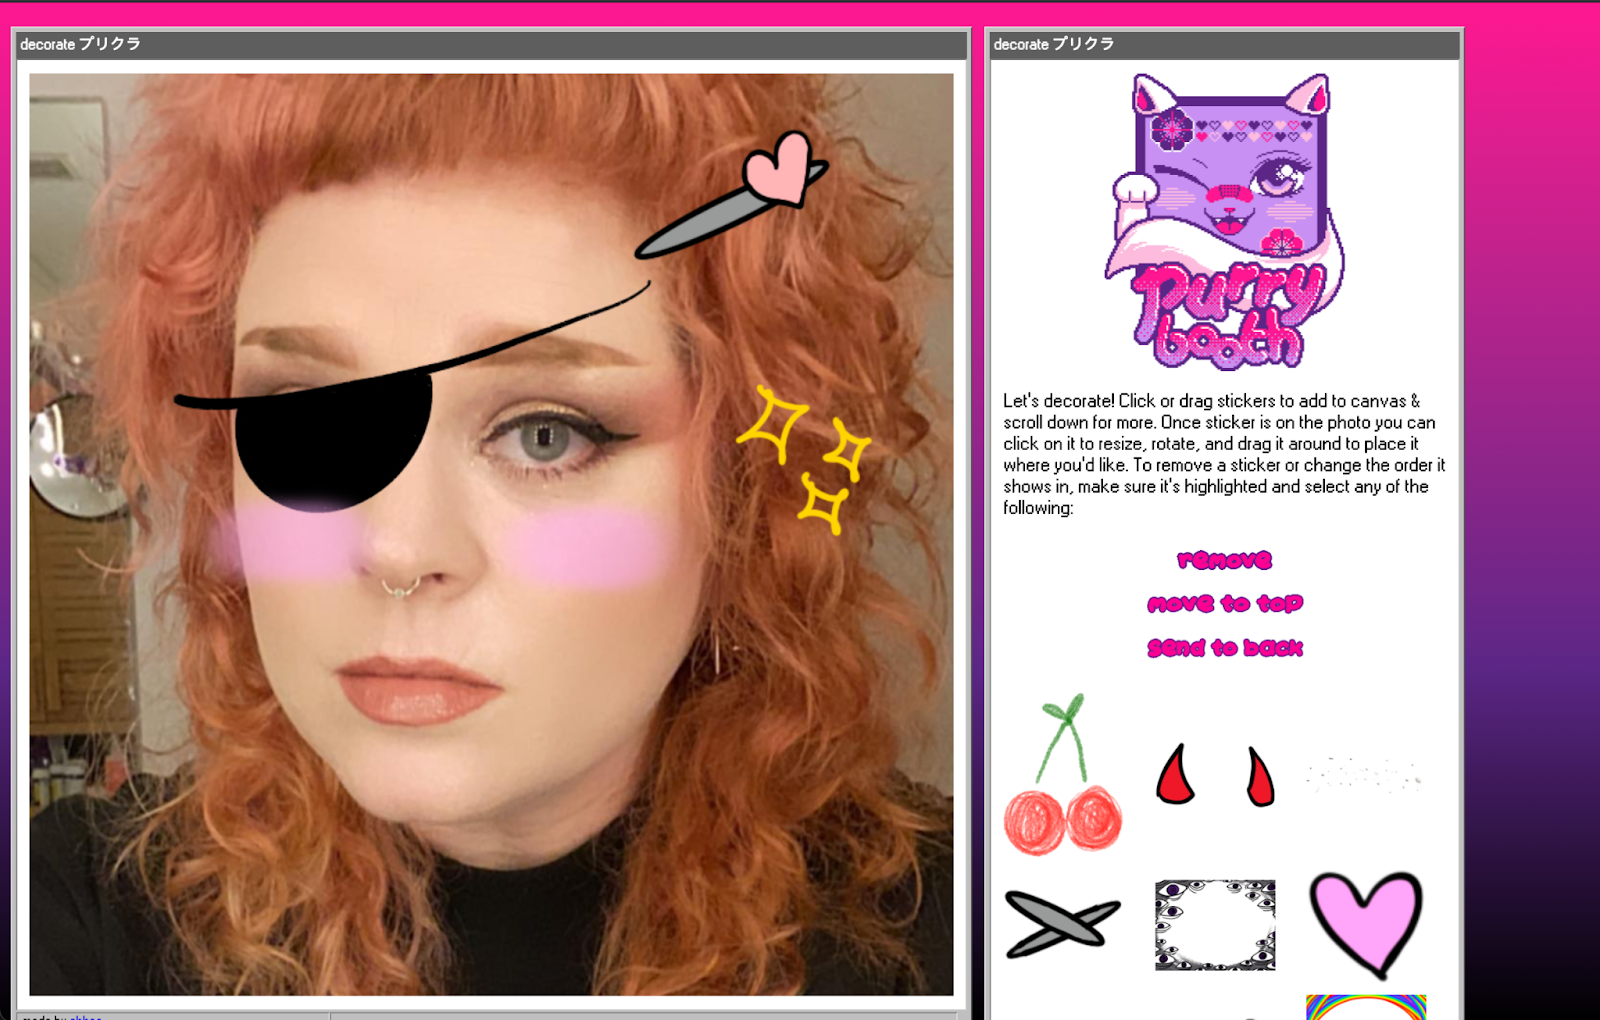 decorate プリクラ
decorate プリクラ
purry
booth
Let's decorate! Click or drag stickers to add to canvas &
scroll down for more. Once sticker is on the photo you can
click on it to resize, rotate, and drag it around to place it
where you'd like. To remove a sticker or change the order it
shows in, make sure it's highlighted and select any of the
following:
remove
move to top
send to back
made by